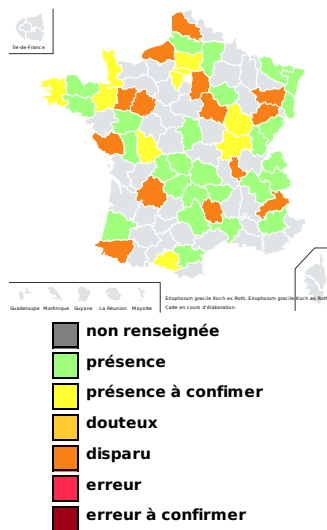 Île-de-France
Guadeloupe Martinique Guyane La Réunion Mayotte
Eriophorum gracile Koch ex Roth, Eriophorum gracile Koch ex Roth
Carte en cours d'élaboration.
non renseignée
présence
présence à confimer
douteux
disparu
erreur
erreur à confirmer